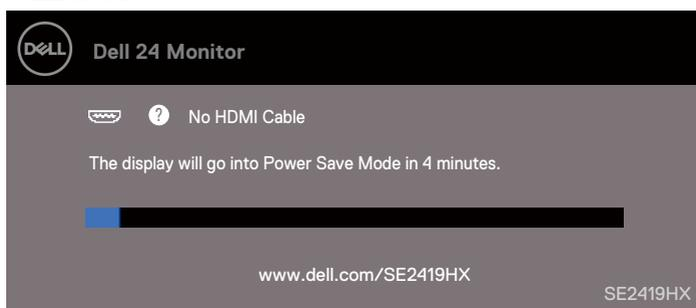 DELL
Dell 24 Monitor
? No HDMI Cable
The display will go into Power Save Mode in 4 minutes.
www.dell.com/SE2419HX
SE2419HX